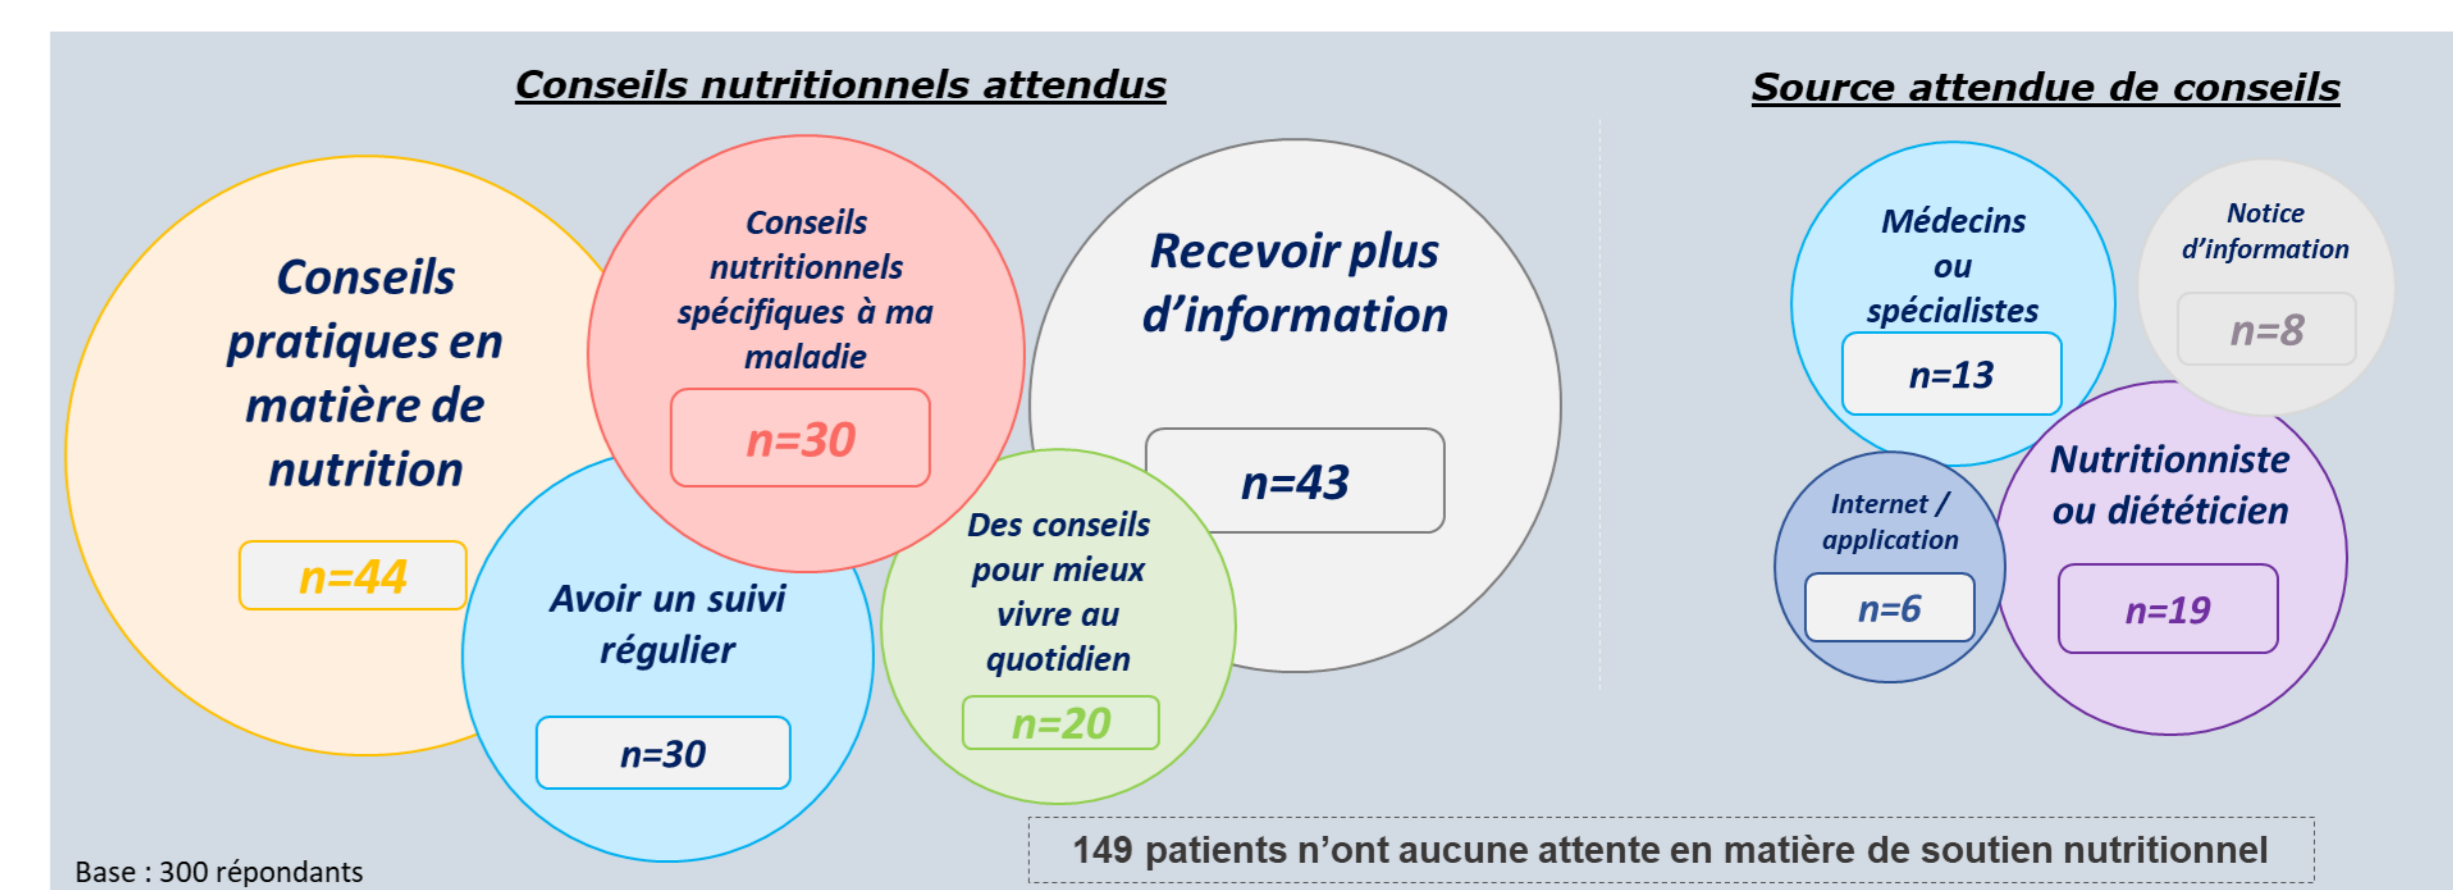 Conseils nutritionnels attendus
Conseils
pratiques en
matière de
nutrition
n=44
Conseils
nutritionnels
spécifiques à ma
maladie
n=30
Recevoir plus
d’information
n=43
Avoir un suivi
régulier
n=30
Des conseils
pour mieux
vivre au
quotidien
n=20
Source attendue de conseils
Médecins
ou
spécialistes
n=13
Notice
d’information
n=8
Internet /
application
n=6
Nutritionniste
ou diététicien
n=19
149 patients n’ont aucune attente en matière de soutien nutritionnel
Base : 300 répondants